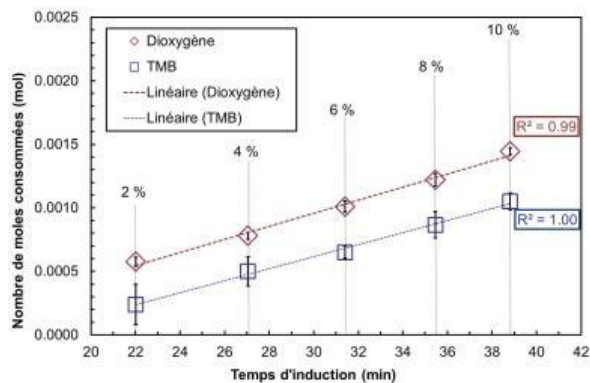 0.0025
0.0020
0.0015
0.0010
0.0005
0.0000
Nombre de moles consommées (mol)
Dioxygène
TMB
Linéaire (Dioxygène)
Linéaire (TMB)
2 %
4 %
6 %
8 %
10 %
R² = 0.99
R² = 1.00
20 22 24 26 28 30 32 34 36 38 40 42
Temps d'induction (min)